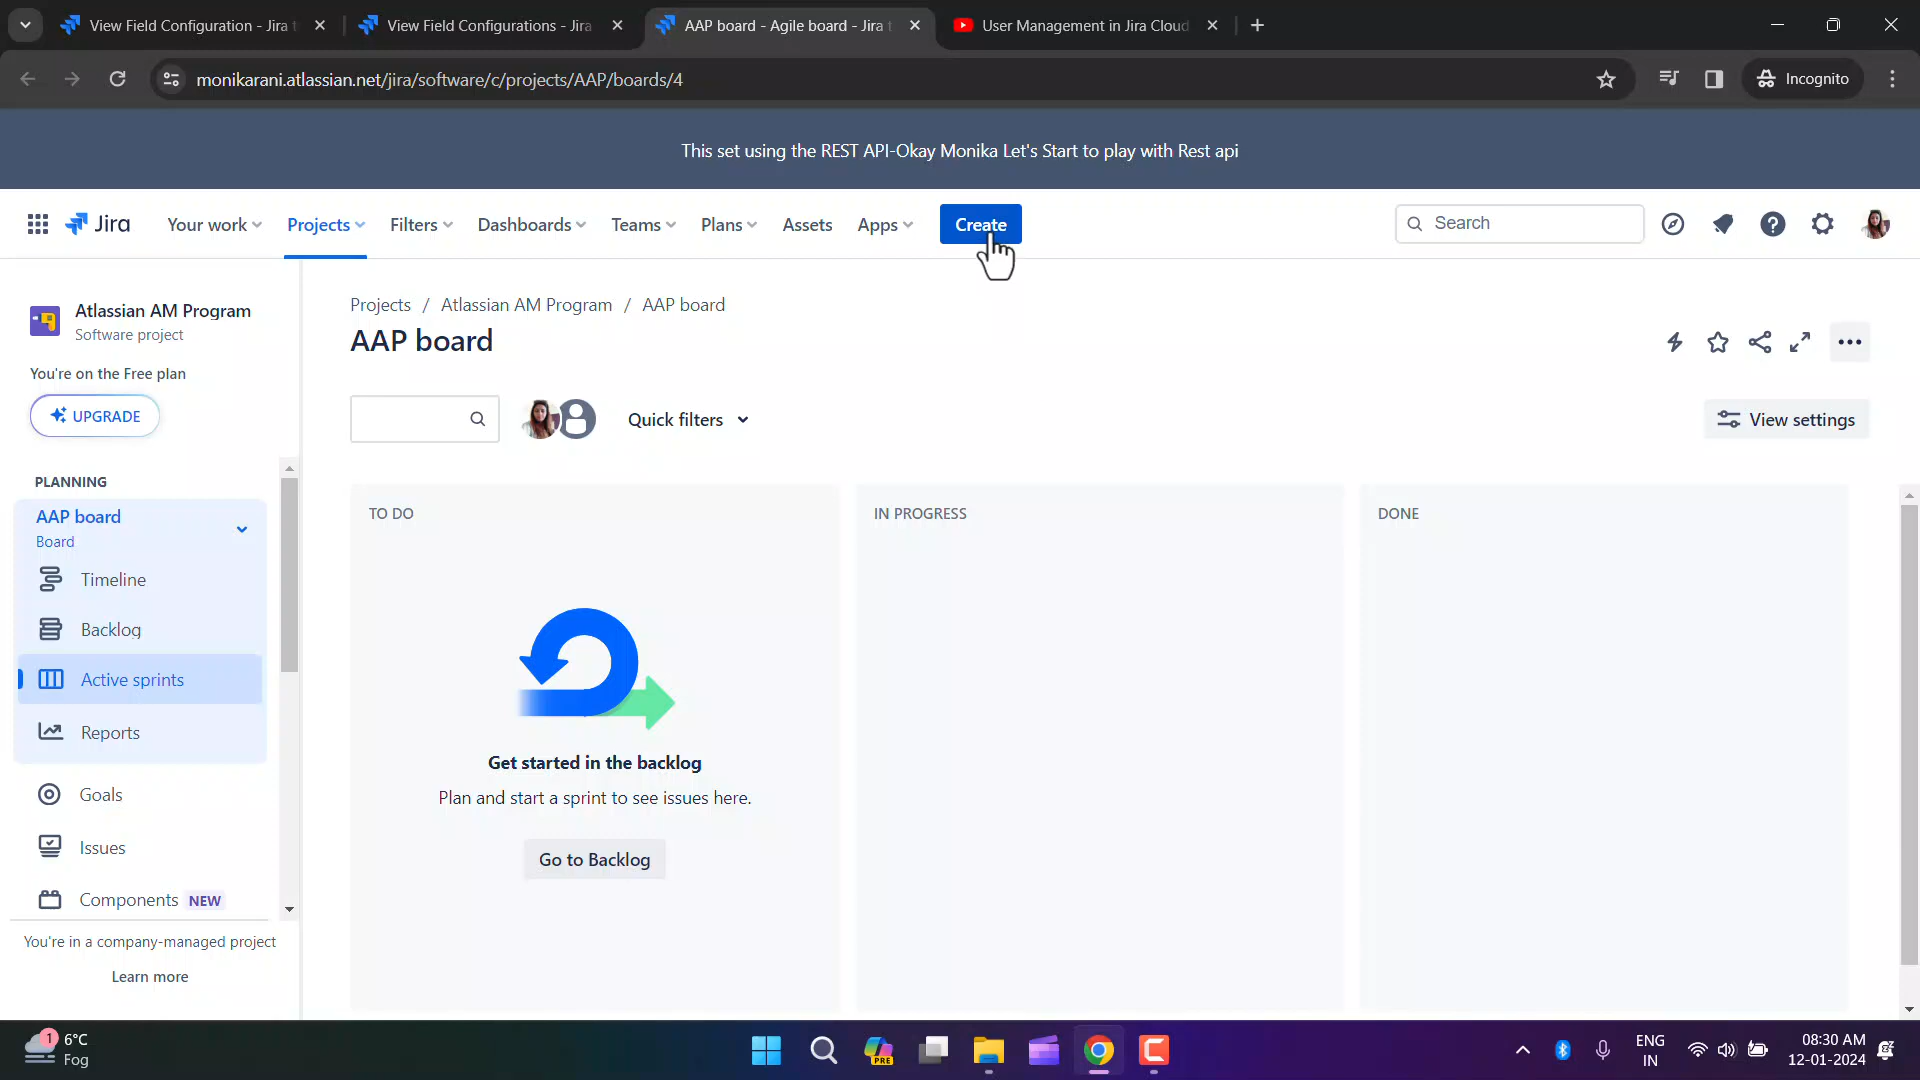 View Field Configuration - Jira
View Field Configurations - Jira
AAP board - Agile board - Jira
User Management in Jira Cloud
monikarani.atlassian.net/jira/software/c/projects/AAP/boards/4
Incognito
This set using the REST API-Okay Monika Let's Start to play with Rest api
Jira
Your work
Projects
Filters
Dashboards
Teams
Plans
Assets
Apps
Create
Search
Atlassian AM Program
Software project
You're on the Free plan
UPGRADE
PLANNING
AAP board
Board
Timeline
Backlog
Active sprints
Reports
Goals
Issues
Components NEW
You're in a company-managed project
Learn more
Projects / Atlassian AM Program / AAP board
AAP board
Quick filters
View settings
TO DO
IN PROGRESS
DONE
Get started in the backlog
Plan and start a sprint to see issues here.
Go to Backlog
1
6°C
Fog
PRE
ENG
IN
08:30 AM
12-01-2024